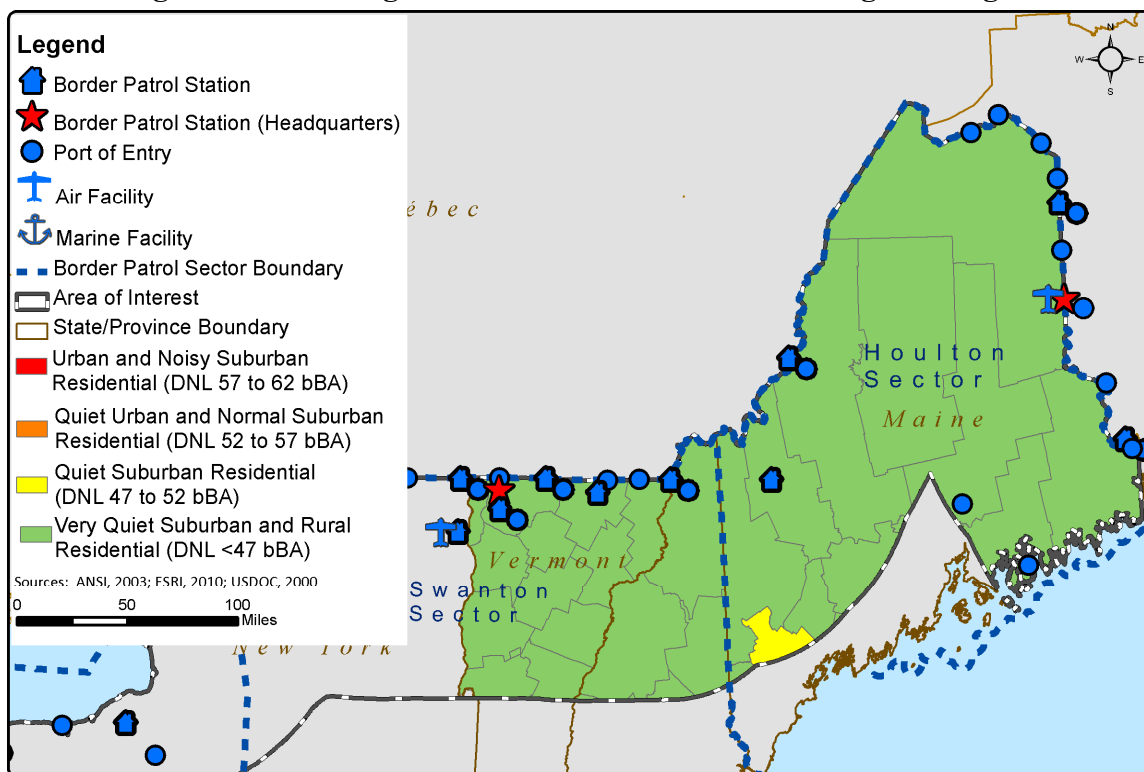 Legend
Border Patrol Station
Border Patrol Station (Headquarters)
Port of Entry
Air Facility
Marine Facility
Border Patrol Sector Boundary
Area of Interest
State/Province Boundary
Urban and Noisy Suburban
Residential (DNL 57 to 62 bBA)
Quiet Urban and Normal Suburban
Residential (DNL 52 to 57 bBA)
Quiet Suburban Residential
(DNL 47 to 52 bBA)
Very Quiet Suburban and Rural
Residential (DNL <47 bBA)
Sources: ANSI, 2003; ESRI, 2010; USDOC, 2000
0 50 100
Miles
N
W E
S
ébec
Houlton
Sector
Maine
Vermont
Swanton
Sector
New York